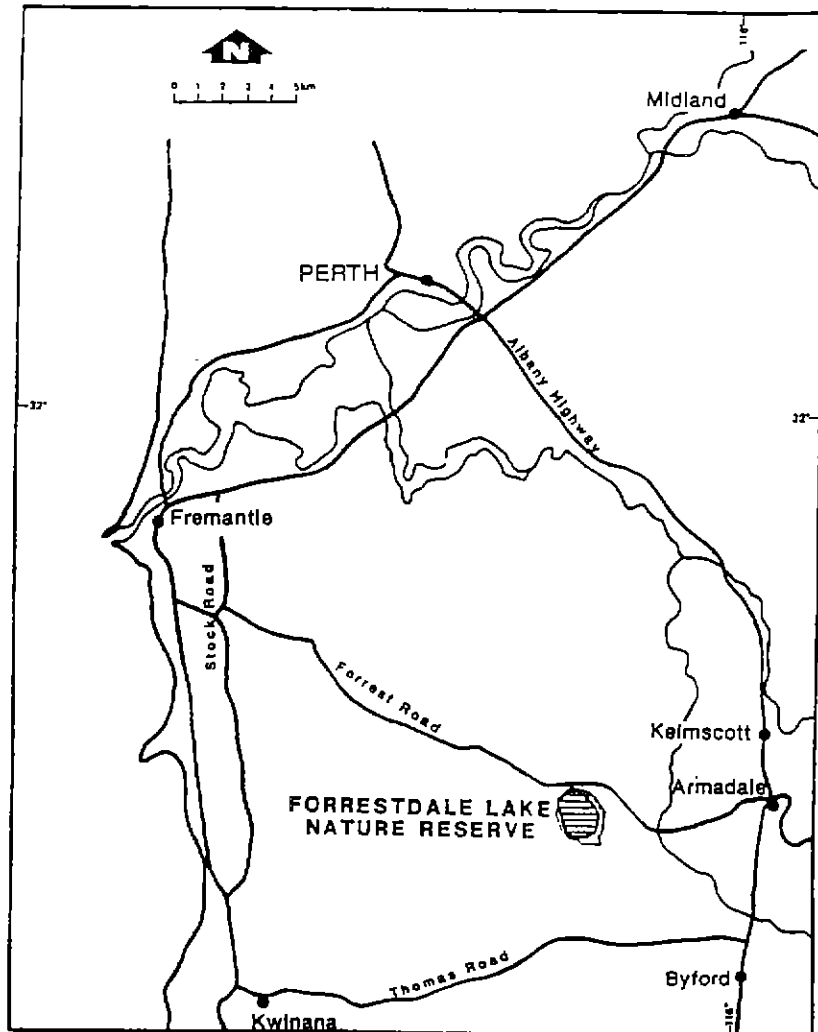 116°
N
0 1 2 3 4 5km
Midland
PERTH
Albany Highway
32°
32°
Fremantle
Stock Road
Forrest Road
Kelmscott
Armadale
FORRESTDALE LAKE
NATURE RESERVE
Thomas Road
Byford
Kwinana
116°